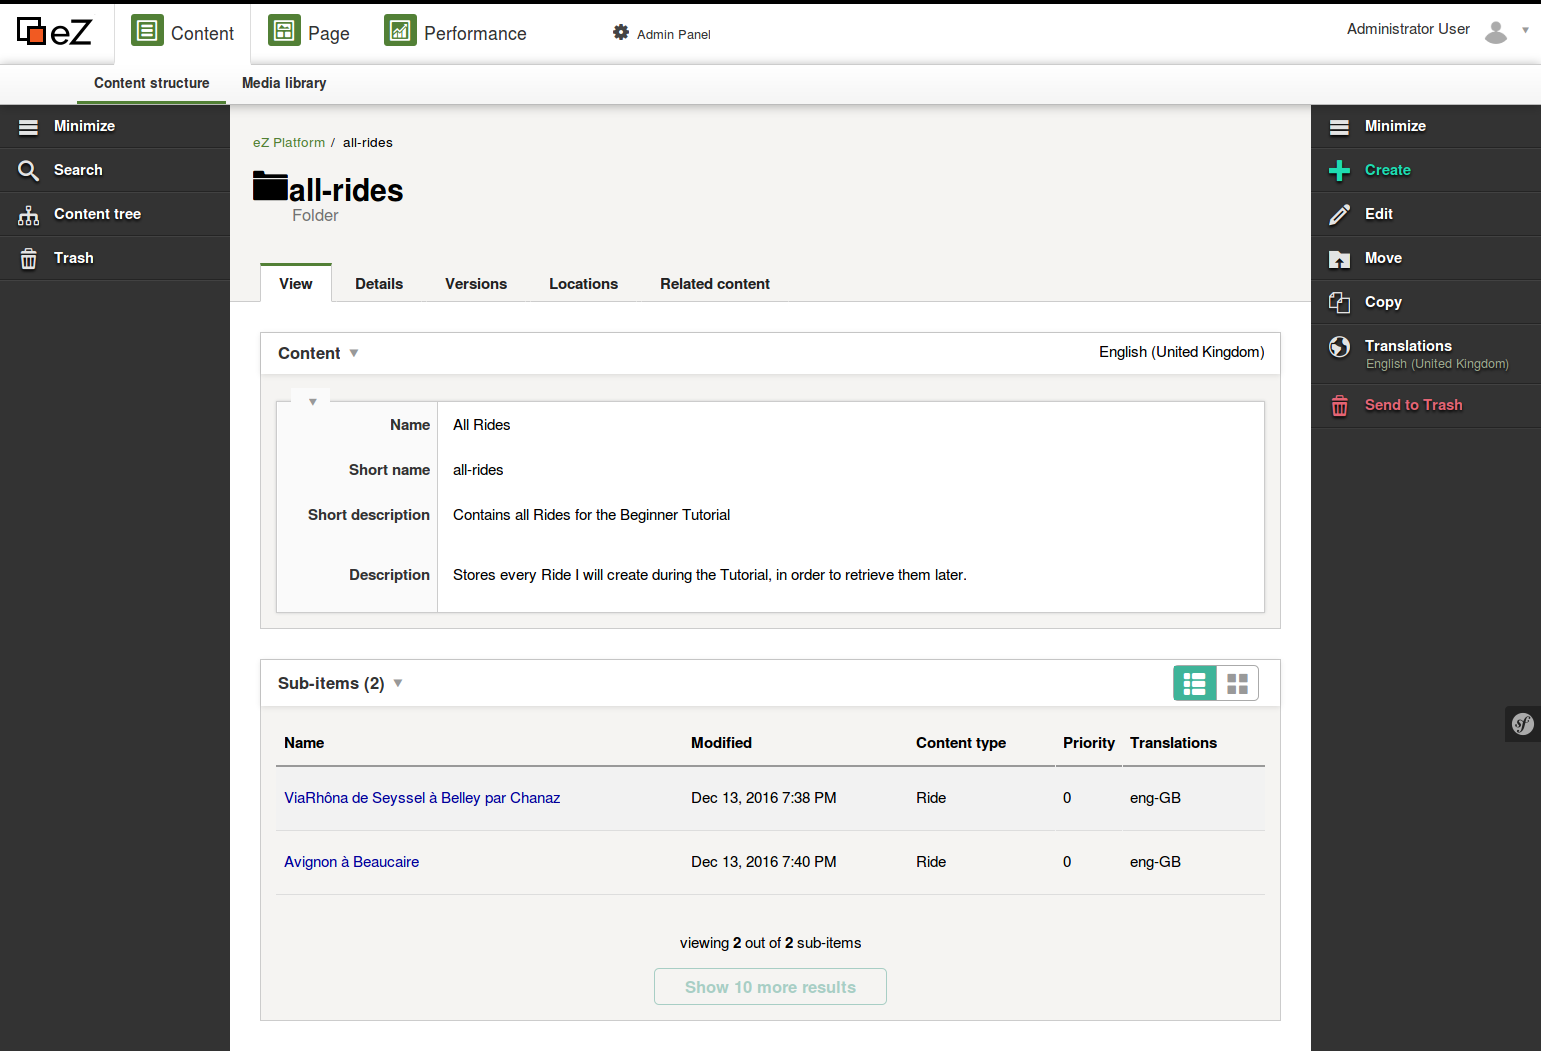 eZ Content Page Performance Admin Panel Administrator User
Content structure Media library
Minimize
Search
Content tree
Trash
eZ Platform / all-rides
all-rides
Folder
View Details Versions Locations Related content
Content English (United Kingdom)
Name All Rides
Short name all-rides
Short description Contains all Rides for the Beginner Tutorial
Description Stores every Ride I will create during the Tutorial, in order to retrieve them later.
Sub-items (2)
Name Modified Content type Priority Translations
ViaRhôna de Seyssel à Belley par Chanaz Dec 13, 2016 7:38 PM Ride 0 eng-GB
Avignon à Beaucaire Dec 13, 2016 7:40 PM Ride 0 eng-GB
viewing 2 out of 2 sub-items
Show 10 more results
Minimize
Create
Edit
Move
Copy
Translations
English (United Kingdom)
Send to Trash
sf